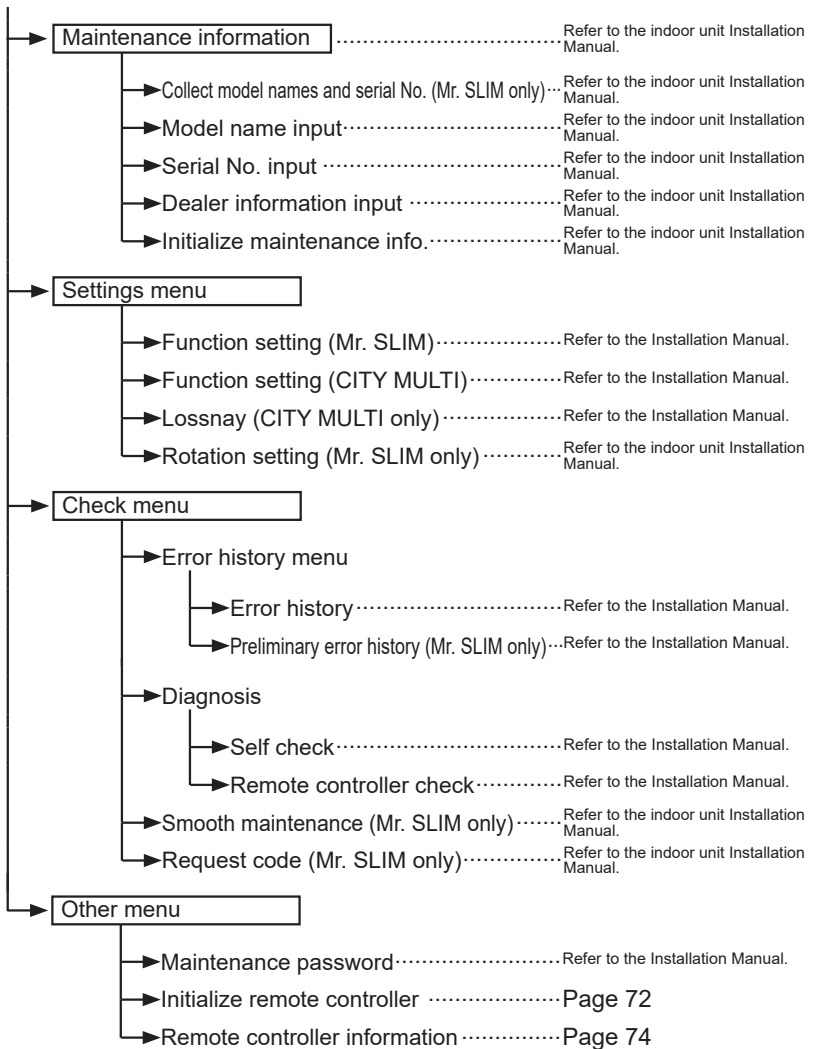 Maintenance information ................................ Refer to the indoor unit Installation
Manual.
Collect model names and serial No. (Mr. SLIM only) ... Refer to the indoor unit Installation
Manual.
Model name input ............................... Refer to the indoor unit Installation
Manual.
Serial No. input .................................. Refer to the indoor unit Installation
Manual.
Dealer information input ...................... Refer to the indoor unit Installation
Manual.
Initialize maintenance info. ................... Refer to the indoor unit Installation
Manual.
Settings menu
Function setting (Mr. SLIM) .................. Refer to the Installation Manual.
Function setting (CITY MULTI) ............. Refer to the Installation Manual.
Lossnay (CITY MULTI only) ................. Refer to the Installation Manual.
Rotation setting (Mr. SLIM only) ............ Refer to the indoor unit Installation
Manual.
Check menu
Error history menu
Error history ............................. Refer to the Installation Manual.
Preliminary error history (Mr. SLIM only) ... Refer to the Installation Manual.
Diagnosis
Self check ................................ Refer to the Installation Manual.
Remote controller check ............ Refer to the Installation Manual.
Smooth maintenance (Mr. SLIM only) ....... Refer to the indoor unit Installation
Manual.
Request code (Mr. SLIM only) .............. Refer to the indoor unit Installation
Manual.
Other menu
Maintenance password ........................ Refer to the Installation Manual.
Initialize remote controller ................... Page 72
Remote controller information ............... Page 74